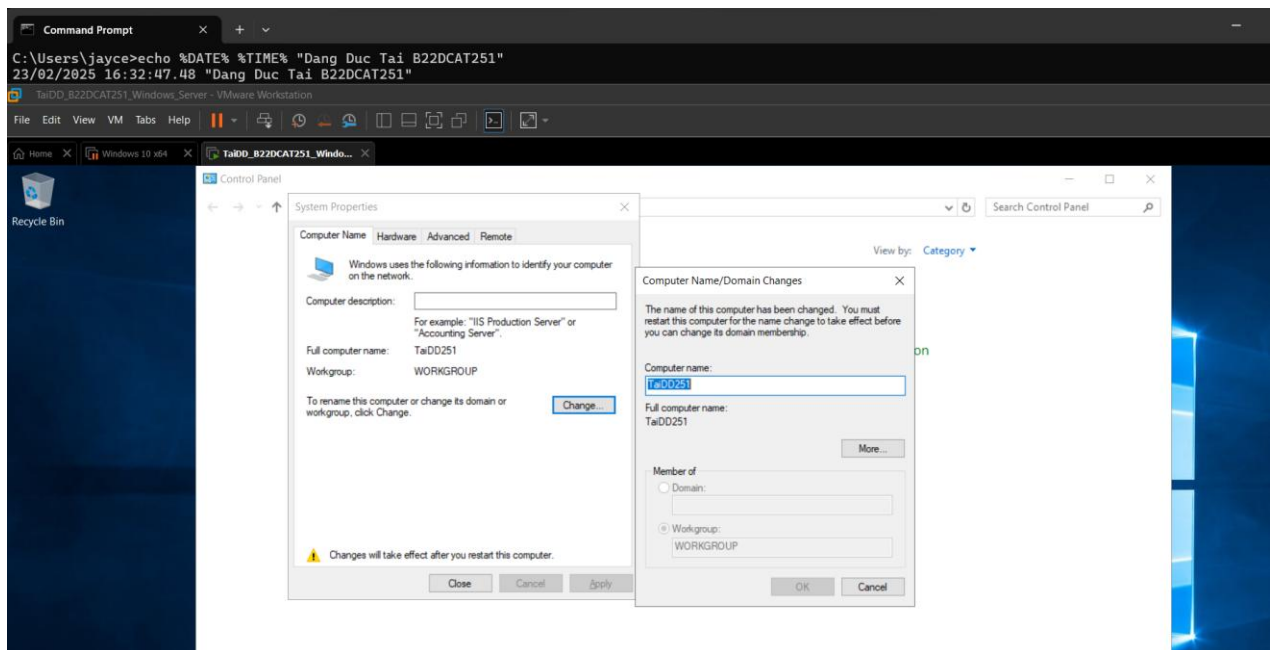 Command Prompt
C:\Users\jayce>echo %DATE% %TIME% "Dang Duc Tai B22DCAT251"
23/02/2025 16:32:47.48 "Dang Duc Tai B22DCAT251"
TaiDD_B22DCAT251_Windows_Server - VMware Workstation
File Edit View VM Tabs Help
Home Windows 10 x64 TaiDD_B22DCAT251_Windo...
Recycle Bin
Control Panel
Search Control Panel
View by: Category
on
System Properties
Computer Name Hardware Advanced Remote
Windows uses the following information to identify your computer
on the network.
Computer description:
For example: "IIS Production Server" or
"Accounting Server".
Full computer name: TaiDD251
Workgroup: WORKGROUP
To rename this computer or change its domain or
workgroup, click Change.
Change...
Changes will take effect after you restart this computer.
Close Cancel Apply
Computer Name/Domain Changes
The name of this computer has been changed. You must
restart this computer for the name change to take effect before
you can change its domain membership.
Computer name:
TaiDD251
Full computer name:
TaiDD251
More...
Member of
Domain:
Workgroup:
WORKGROUP
OK Cancel